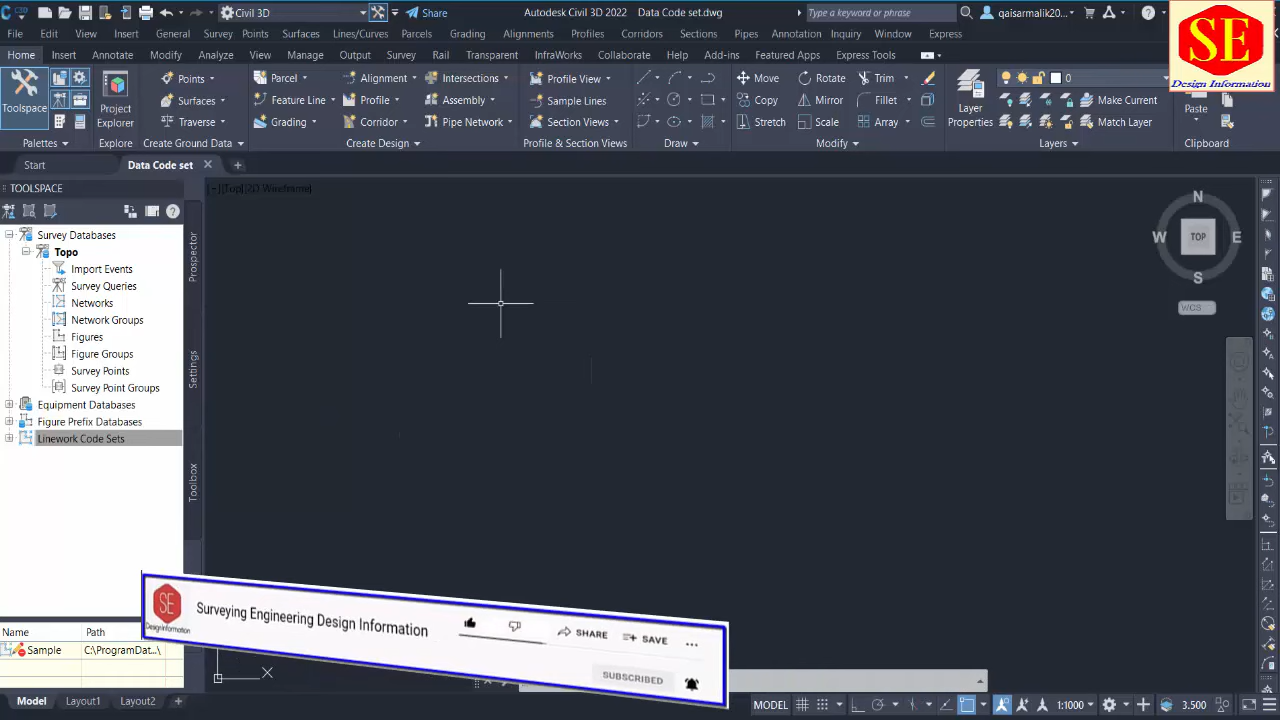 Civil 3D
Share
Autodesk Civil 3D 2022 Data Code set.dwg
Type a keyword or phrase
qaisarmalik20...
File Edit View Insert General Survey Points Surfaces Lines/Curves Parcels Grading Alignments Profiles Corridors Sections Pipes Annotation Inquiry Window Express
Home Insert Annotate Modify Analyze View Manage Output Survey Rail Transparent InfraWorks Collaborate Help Add-ins Featured Apps Express Tools
SE
Design Information
Points Parcel Alignment Intersections Profile View Move Rotate Trim 0
Toolspace Project Explorer Surfaces Feature Line Profile Assembly Sample Lines Copy Mirror Fillet Layer Properties Make Current Paste
Traverse Grading Corridor Pipe Network Section Views Stretch Scale Array Match Layer
Palettes Explore Create Ground Data Create Design Profile & Section Views Draw Modify Layers Clipboard
Start Data Code set
TOOLSPACE
[-][Top][2D Wireframe]
Prospector
Settings
Toolbox
Survey Databases
Topo
Import Events
Survey Queries
Networks
Network Groups
Figures
Figure Groups
Survey Points
Survey Point Groups
Equipment Databases
Figure Prefix Databases
Linework Code Sets
N
W TOP E
S
WCS
Name Path
Sample C:\ProgramDat...\
SE
Design Information
Surveying Engineering Design Information
SHARE SAVE
SUBSCRIBED
X
Model Layout1 Layout2
MODEL 1:1000 3.500